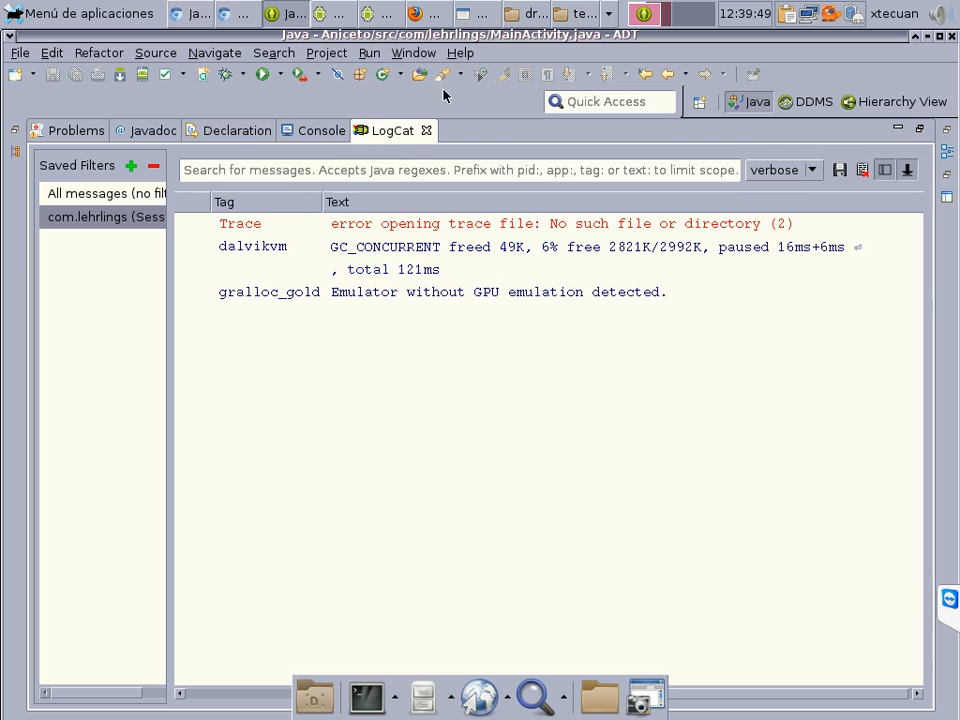 Menú de aplicaciones
Ja...
...
Ja...
...
...
...
...
dr...
te...
12:39:49
xtecuan
Java - Aniceto/src/com/lehrlings/MainActivity.java - ADT
File Edit Refactor Source Navigate Search Project Run Window Help
Quick Access
Java
DDMS
Hierarchy View
Problems
Javadoc
Declaration
Console
LogCat
Saved Filters
Search for messages. Accepts Java regexes. Prefix with pid:, app:, tag: or text: to limit scope.
verbose
All messages (no filt
com.lehrlings (Sess
Tag Text
Trace error opening trace file: No such file or directory (2)
dalvikvm GC_CONCURRENT freed 49K, 6% free 2821K/2992K, paused 16ms+6ms
, total 121ms
gralloc_gold Emulator without GPU emulation detected.